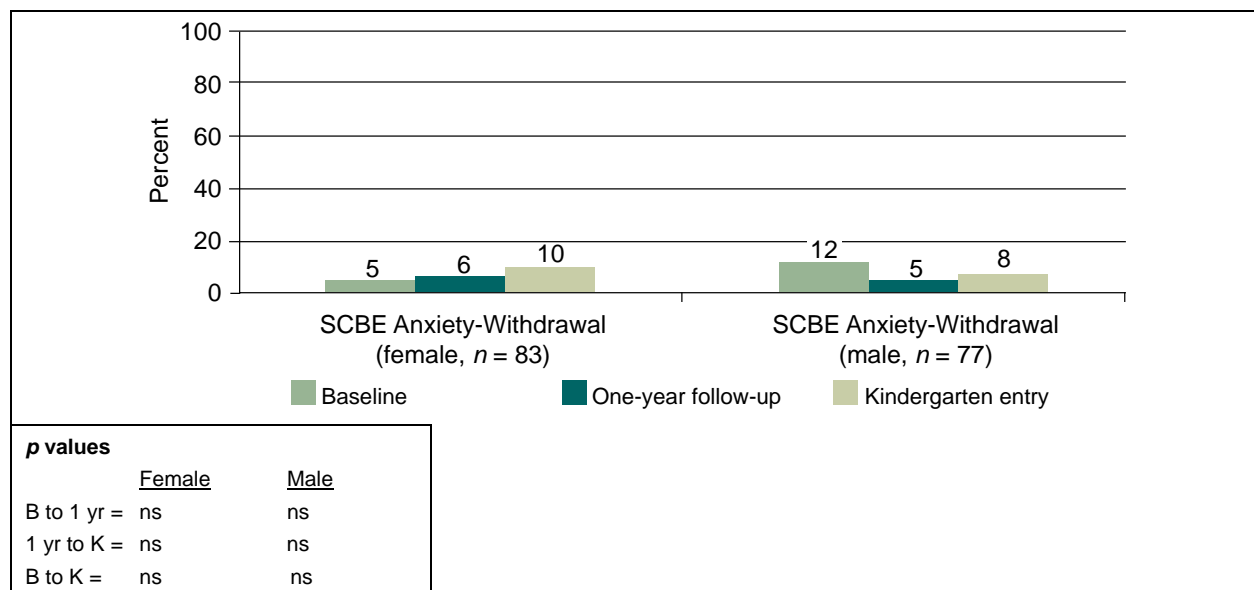 100
80
60
40
20
0
Percent
5 6 10 12 5 8
SCBE Anxiety-Withdrawal SCBE Anxiety-Withdrawal
(female, n = 83) (male, n = 77)
Baseline One-year follow-up Kindergarten entry
p values
Female Male
B to 1 yr = ns ns
1 yr to K = ns ns
B to K = ns ns